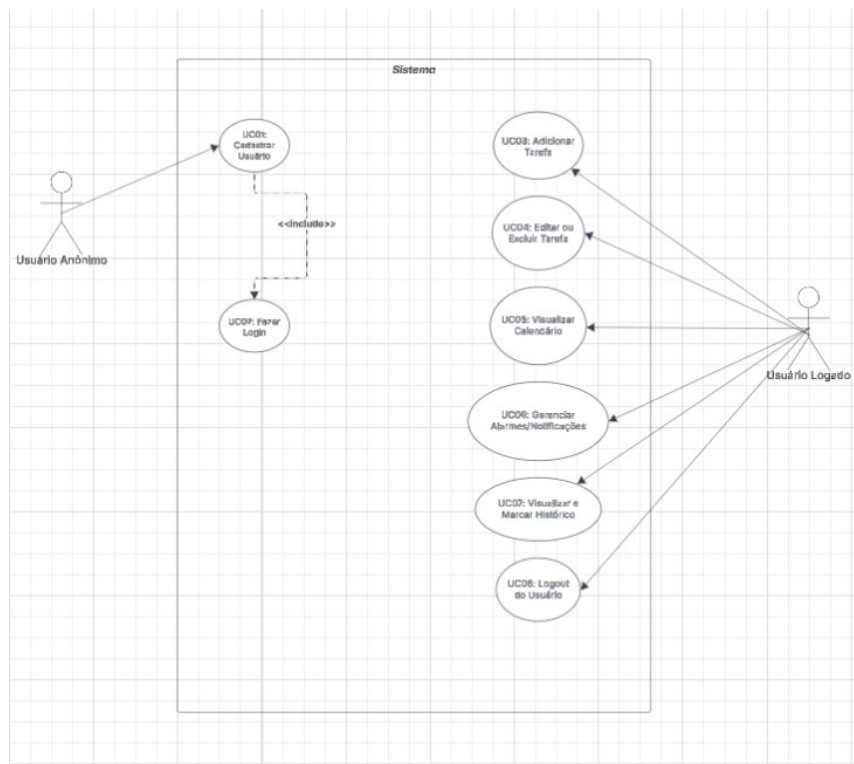 Sistema
UC01:
Cadastrar
Usuário
<<include>>
UC02: Fazer
Login
Usuário Anônimo
UC03: Adicionar
Tarefa
UC04: Editar ou
Excluir Tarefa
UC05: Visualizar
Calendário
UC06: Gerenciar
Alarmes/Notificações
UC07: Visualizar e
Marcar Histórico
UC08: Logout
do Usuário
Usuário Logado